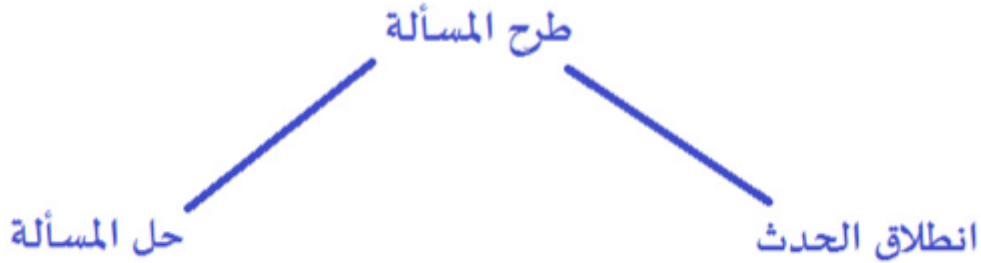 طرح المسألة
انطلاق الحدث
حل المسألة